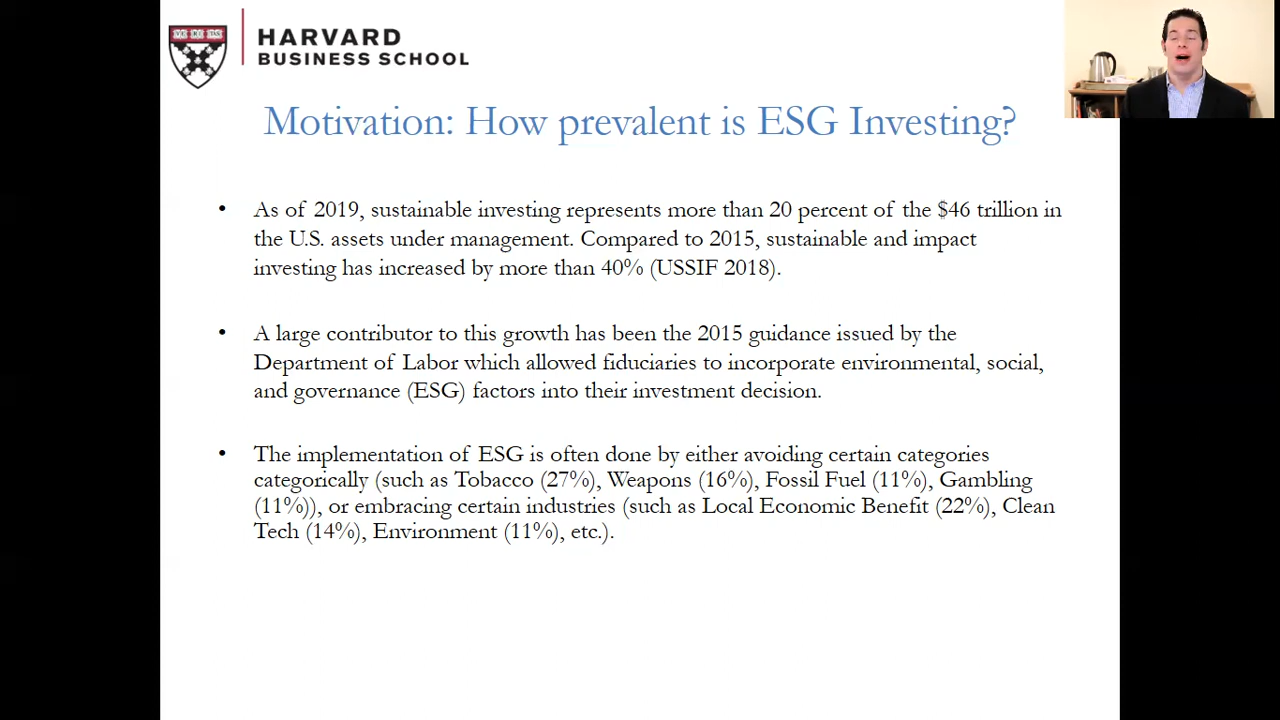 HARVARD
BUSINESS SCHOOL
Motivation: How prevalent is ESG Investing?
• As of 2019, sustainable investing represents more than 20 percent of the $46 trillion in
the U.S. assets under management. Compared to 2015, sustainable and impact
investing has increased by more than 40% (USSIF 2018).
• A large contributor to this growth has been the 2015 guidance issued by the
Department of Labor which allowed fiduciaries to incorporate environmental, social,
and governance (ESG) factors into their investment decision.
• The implementation of ESG is often done by either avoiding certain categories
categorically (such as Tobacco (27%), Weapons (16%), Fossil Fuel (11%), Gambling
(11%)), or embracing certain industries (such as Local Economic Benefit (22%), Clean
Tech (14%), Environment (11%), etc.).